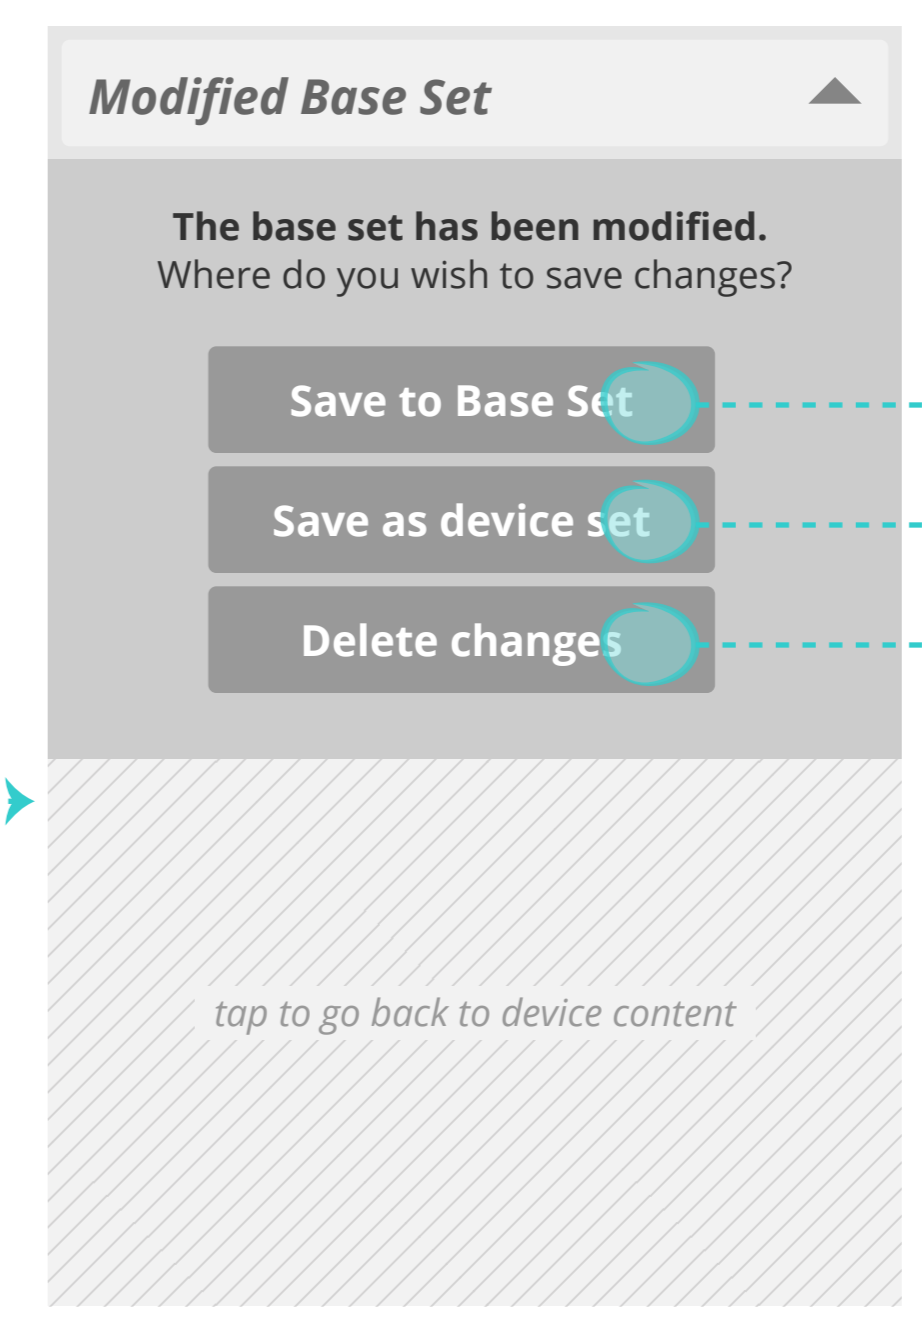 Modified Base Set
The base set has been modified.
Where do you wish to save changes?
Save to Base Set
Save as device set
Delete changes
tap to go back to device content